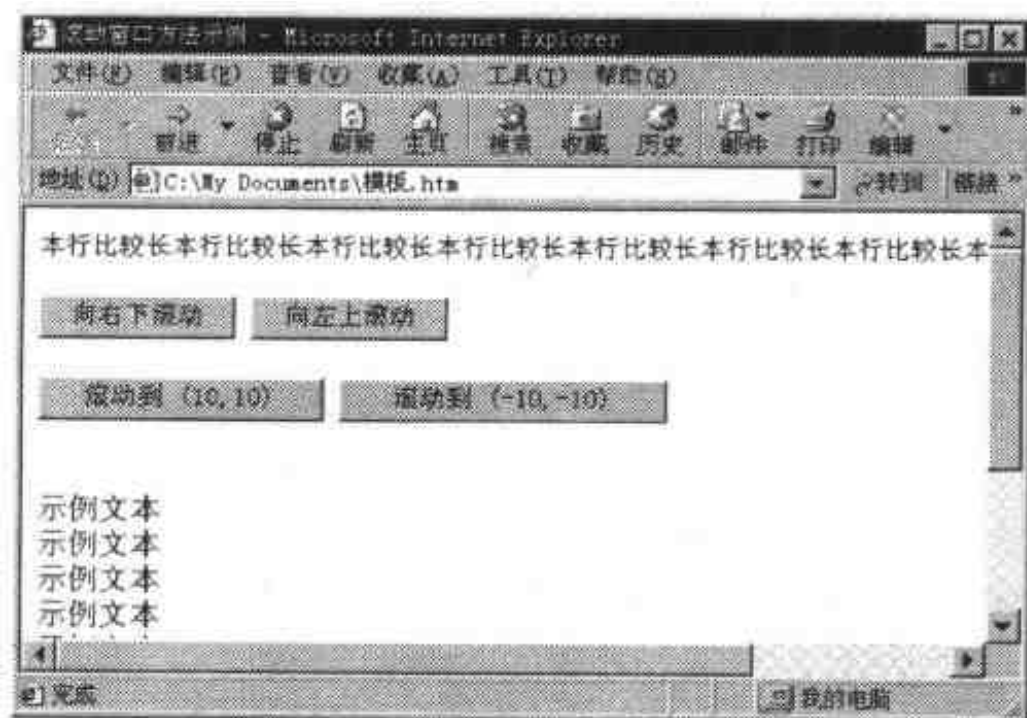 滚动窗口方法示例 - Microsoft Internet Explorer
文件(F) 编辑(E) 查看(V) 收藏(A) 工具(T) 帮助(H)
前进 停止 刷新 主页 搜索 收藏 历史 邮件 打印 编辑 »
地址(D) C:\My Documents\模板.htm 转到 链接 »
本行比较长本行比较长本行比较长本行比较长本行比较长本行比较长本行比较长本
向右下滚动 向左上滚动
滚动到 (10,10) 滚动到 (-10,-10)
示例文本
示例文本
示例文本
示例文本
完成 我的电脑